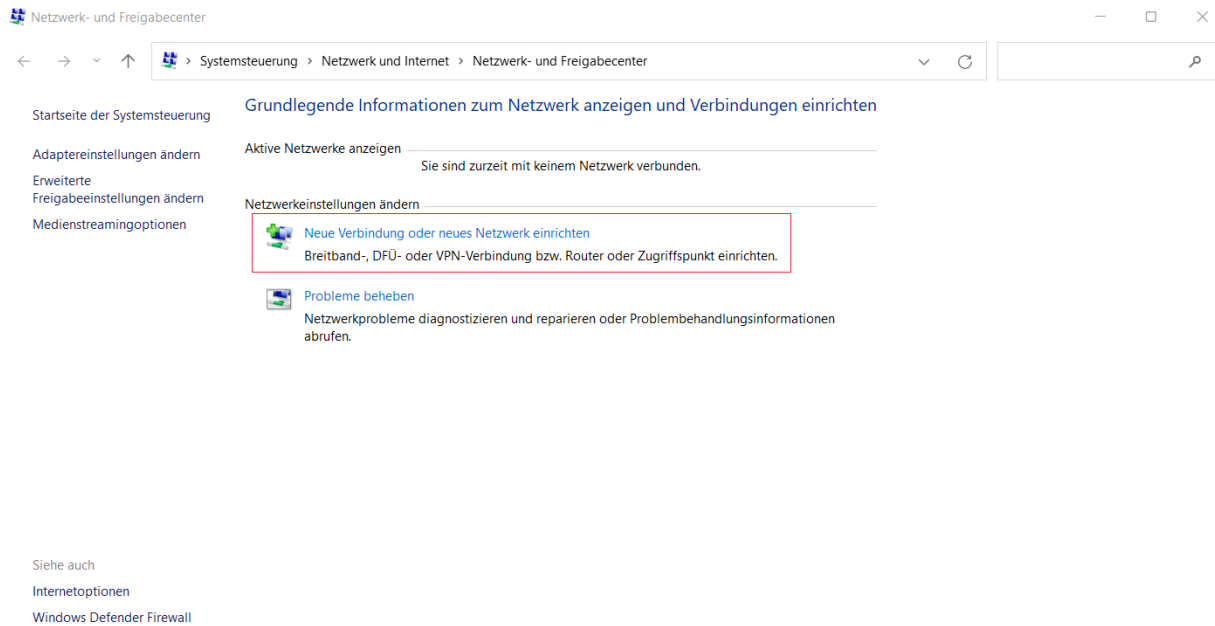 Netzwerk- und Freigabecenter
Systemsteuerung > Netzwerk und Internet > Netzwerk- und Freigabecenter
Startseite der Systemsteuerung
Adaptereinstellungen ändern
Erweiterte
Freigabeeinstellungen ändern
Medienstreamingoptionen
Grundlegende Informationen zum Netzwerk anzeigen und Verbindungen einrichten
Aktive Netzwerke anzeigen
Sie sind zurzeit mit keinem Netzwerk verbunden.
Netzwerkeinstellungen ändern
Neue Verbindung oder neues Netzwerk einrichten
Breitband-, DFÜ- oder VPN-Verbindung bzw. Router oder Zugriffspunkt einrichten.
Probleme beheben
Netzwerkprobleme diagnostizieren und reparieren oder Problembehandlungsinformationen
abrufen.
Siehe auch
Internetoptionen
Windows Defender Firewall